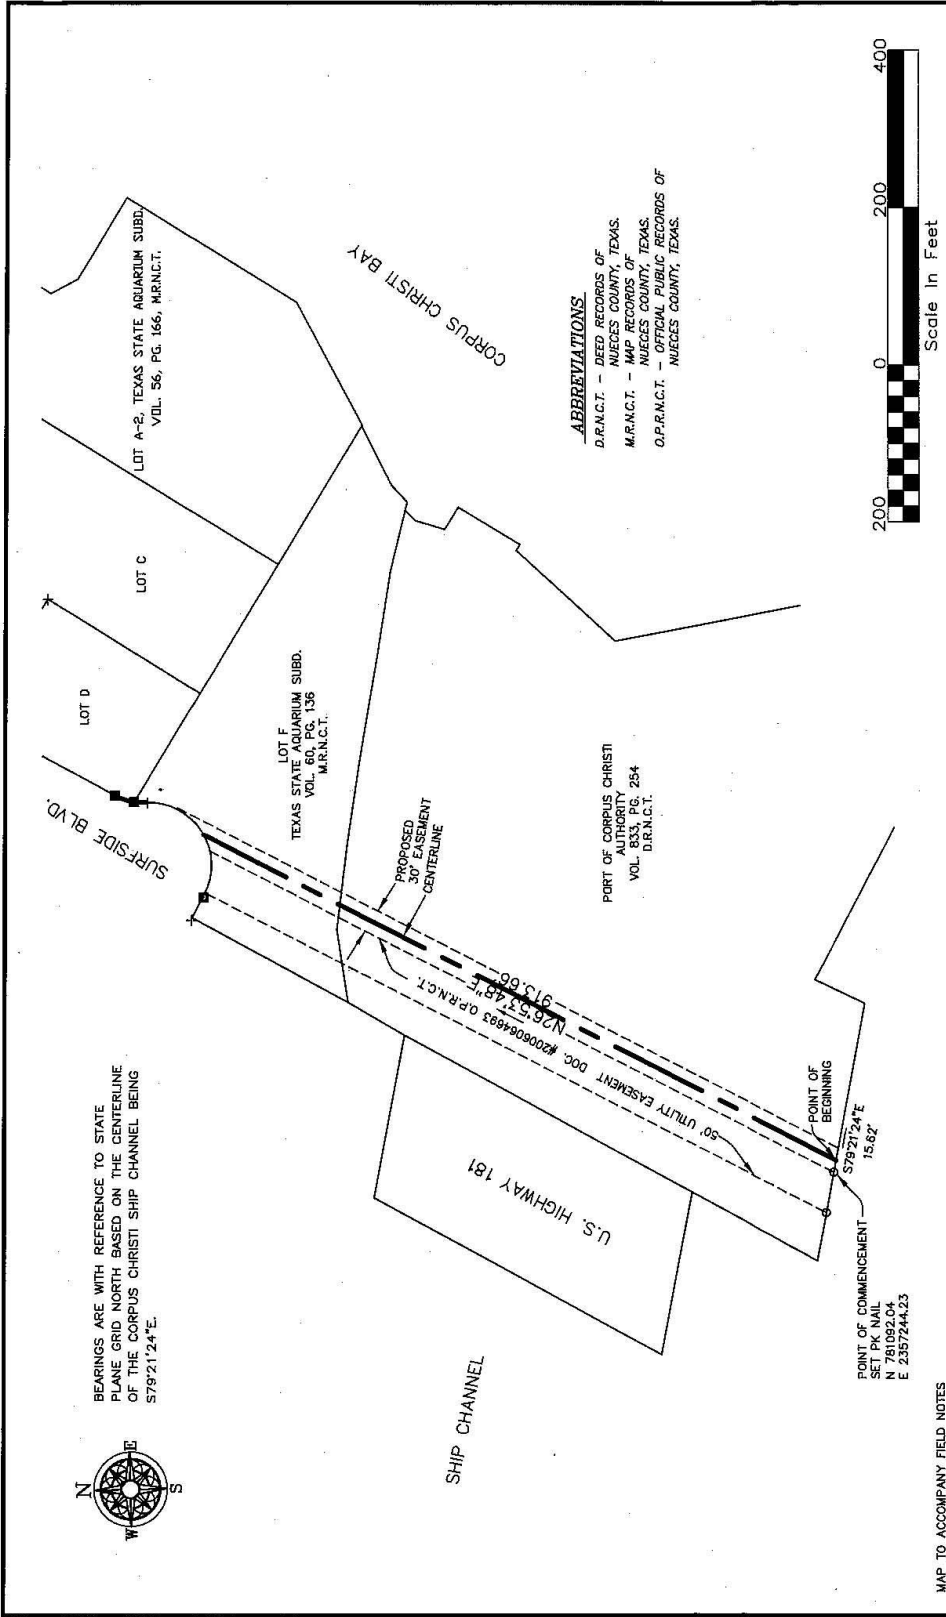 N
W
E
S
BEARINGS ARE WITH REFERENCE TO STATE
PLANE GRID NORTH BASED ON THE CENTERLINE
OF THE CORPUS CHRISTI SHIP CHANNEL BEING
S79°21'24"E.
SURFSIDE BLVD.
LOT D
LOT C
LOT A-2, TEXAS STATE AQUARIUM SUBD.
VOL. 56, PG. 166, M.R.N.C.T.
LOT F
TEXAS STATE AQUARIUM SUBD.
VOL. 60, PG. 136
M.R.N.C.T.
CORPUS CHRISTI BAY
PROPOSED
30' EASEMENT
CENTERLINE
N26°53'48"E
913.66'
50' UTILITY EASEMENT DOC. #2006064693 O.P.R.N.C.T.
U.S. HIGHWAY 181
SHIP CHANNEL
PORT OF CORPUS CHRISTI
AUTHORITY
VOL. 833, PG. 254
D.R.N.C.T.
ABBREVIATIONS
D.R.N.C.T. - DEED RECORDS OF
NUECES COUNTY, TEXAS.
M.R.N.C.T. - MAP RECORDS OF
NUECES COUNTY, TEXAS.
O.P.R.N.C.T. - OFFICIAL PUBLIC RECORDS OF
NUECES COUNTY, TEXAS.
POINT OF
BEGINNING
S79°21'24"E
15.62'
POINT OF COMMENCEMENT
SET PK NAIL
N 781092.04
E 2357244.23
200 0 200 400
Scale In Feet
MAP TO ACCOMPANY FIELD NOTES